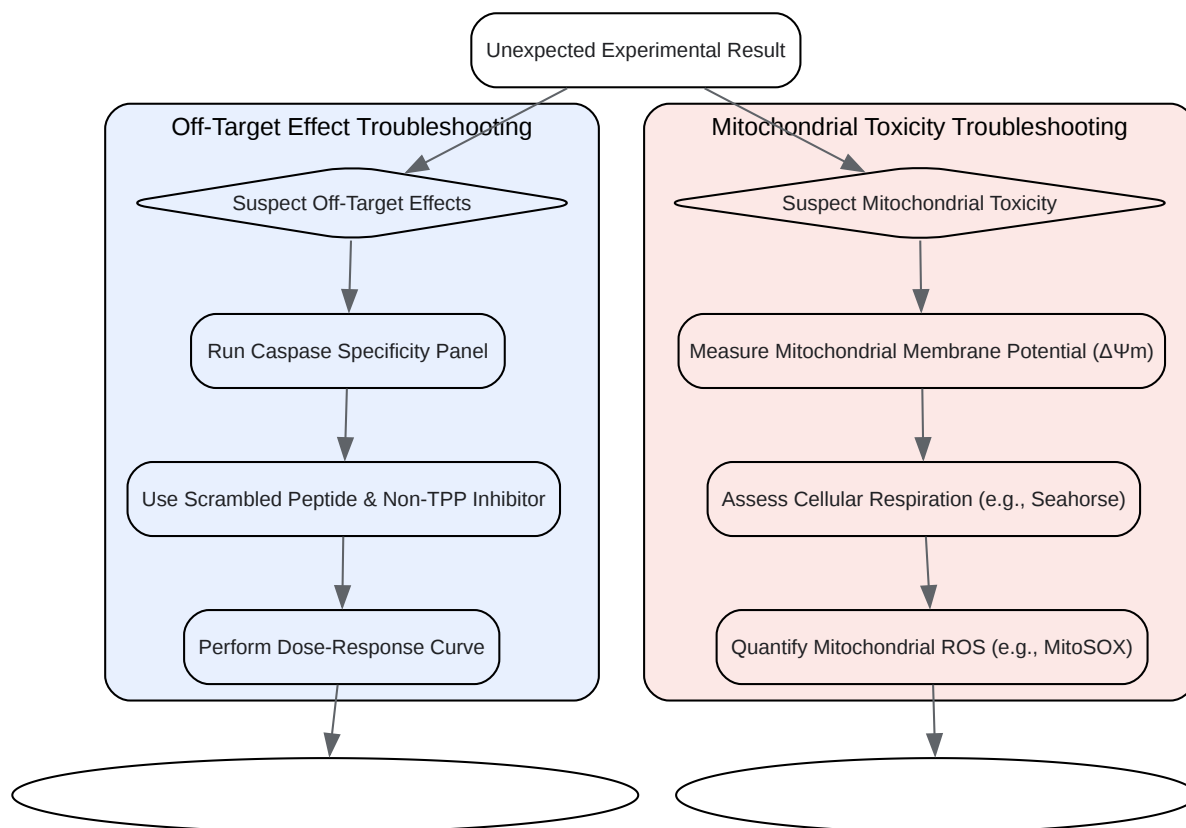 Unexpected Experimental Result
Off-Target Effect Troubleshooting
Suspect Off-Target Effects
Run Caspase Specificity Panel
Use Scrambled Peptide & Non-TPP Inhibitor
Perform Dose-Response Curve
Mitochondrial Toxicity Troubleshooting
Suspect Mitochondrial Toxicity
Measure Mitochondrial Membrane Potential (ΔΨm)
Assess Cellular Respiration (e.g., Seahorse)
Quantify Mitochondrial ROS (e.g., MitoSOX)